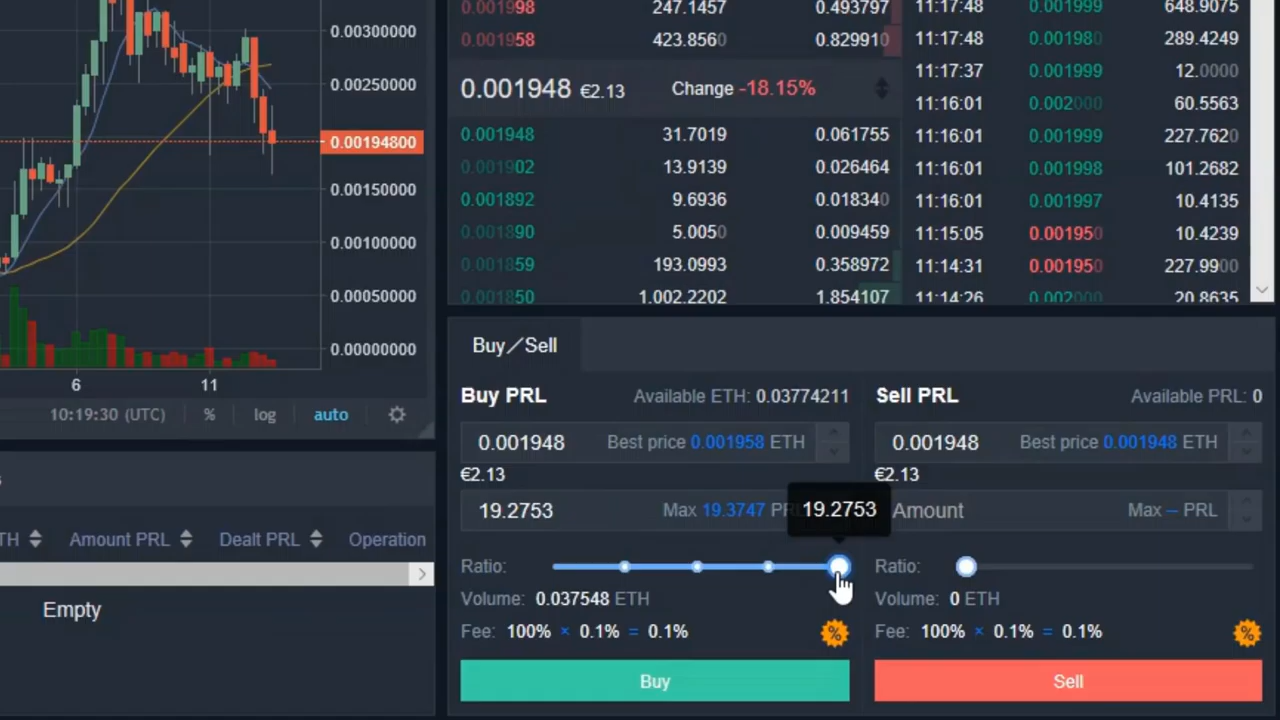 0.00300000
0.00250000
0.00194800
0.00150000
0.00100000
0.00050000
0.00000000
6 11
10:19:30 (UTC) % log auto
TH Amount PRL Dealt PRL Operation
Empty
0.001998 247.1457 0.493797
0.001958 423.8560 0.829910
0.001948 €2.13 Change -18.15%
0.001948 31.7019 0.061755
0.001902 13.9139 0.026464
0.001892 9.6936 0.018340
0.001890 5.0050 0.009459
0.001859 193.0993 0.358972
0.001850 1.002.2202 1.854107
11:17:48 0.001999 648.9075
11:17:48 0.001980 289.4249
11:17:37 0.001999 12.0000
11:16:01 0.002000 60.5563
11:16:01 0.001999 227.7620
11:16:01 0.001998 101.2682
11:16:01 0.001997 10.4135
11:15:05 0.001950 10.4239
11:14:31 0.001950 227.9900
11:14:26 0.002000 20.8635
Buy／Sell
Buy PRL Available ETH: 0.03774211
0.001948 Best price 0.001958 ETH
€2.13
19.2753 Max 19.3747 PR
19.2753
Ratio:
Volume: 0.037548 ETH
Fee: 100% × 0.1% = 0.1%
%
Buy
Sell PRL Available PRL: 0
0.001948 Best price 0.001948 ETH
€2.13
Amount Max – PRL
Ratio:
Volume: 0 ETH
Fee: 100% × 0.1% = 0.1%
%
Sell